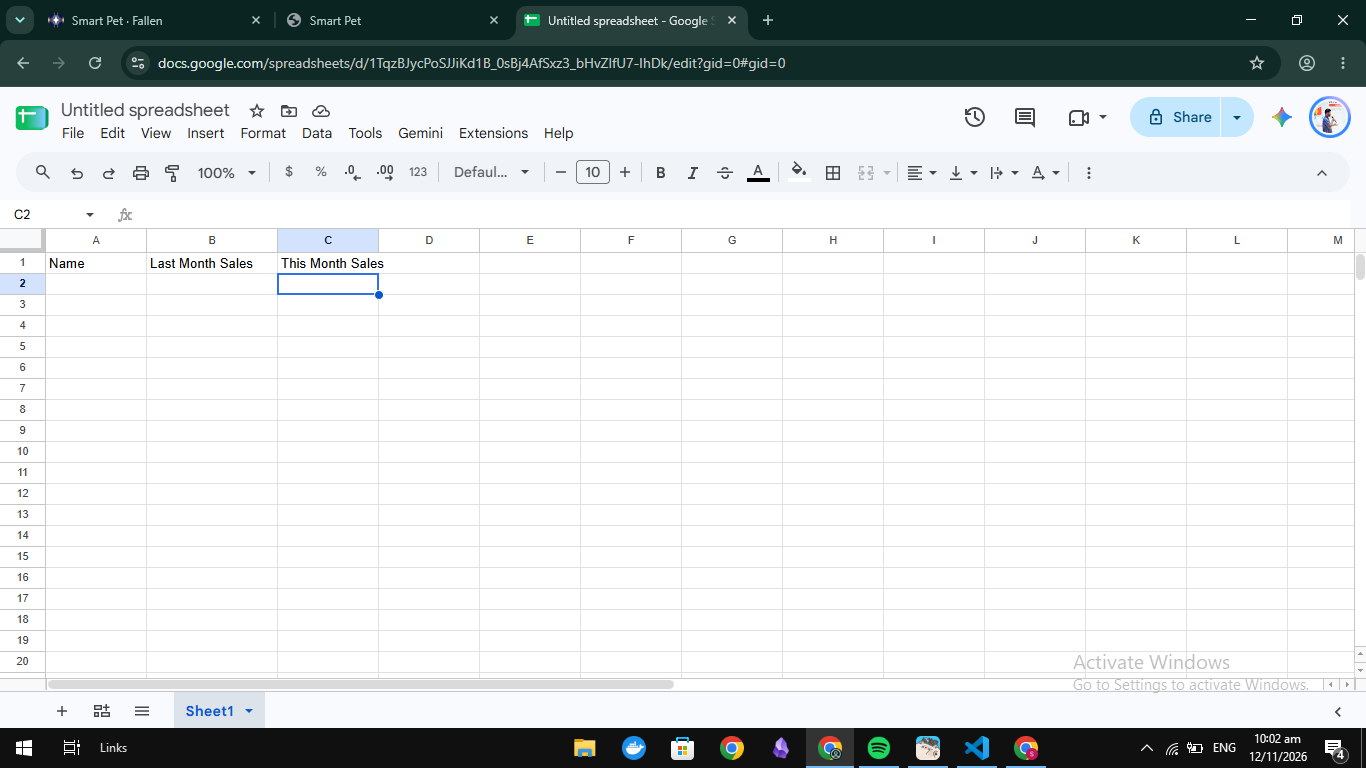 Smart Pet · Fallen
Smart Pet
Untitled spreadsheet - Google S
docs.google.com/spreadsheets/d/1TqzBJycPoSJJiKd1B_0sBj4AfSxz3_bHvZlfU7-IhDk/edit?gid=0#gid=0
Untitled spreadsheet
File Edit View Insert Format Data Tools Gemini Extensions Help
Share
100% $ % .0 .00 123 Defaul... 10 B I S A
C2 fx
A B C D E F G H I J K L M
1 Name Last Month Sales This Month Sales
2
3
4
5
6
7
8
9
10
11
12
13
14
15
16
17
18
19
20
Activate Windows
Go to Settings to activate Windows.
Sheet1
Links
ENG
10:02 am
12/11/2026
4